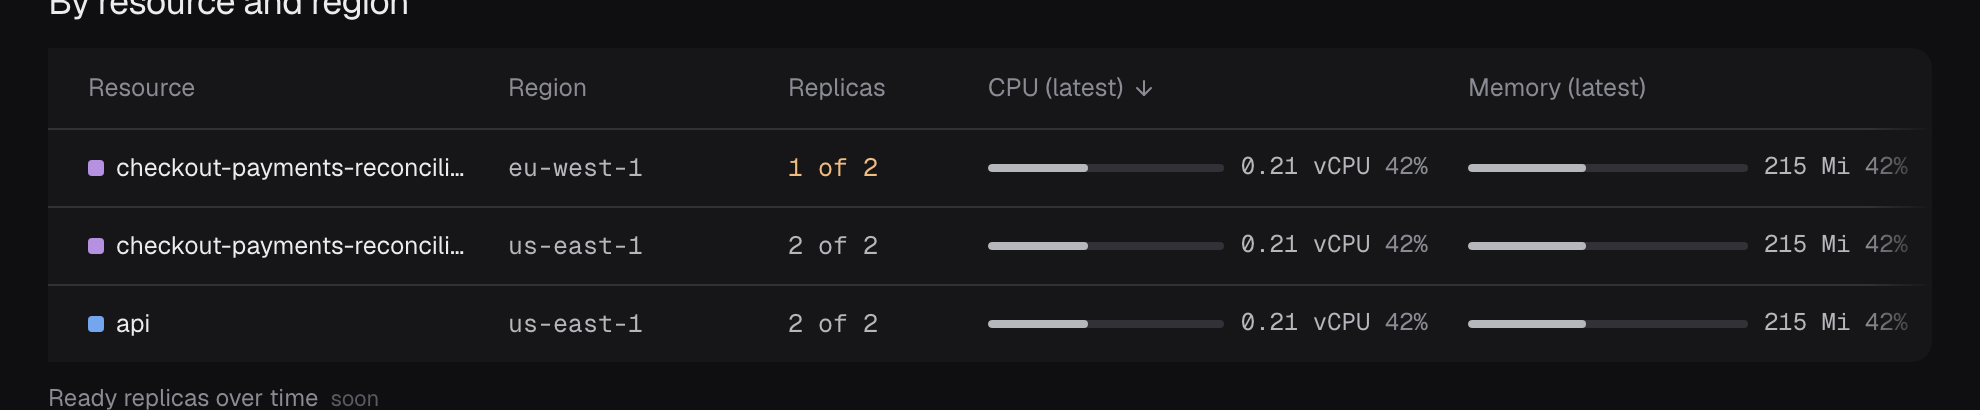 By resource and region
Resource Region Replicas CPU (latest) ↓ Memory (latest)
checkout-payments-reconcili... eu-west-1 1 of 2 0.21 vCPU 42% 215 Mi 42%
checkout-payments-reconcili... us-east-1 2 of 2 0.21 vCPU 42% 215 Mi 42%
api us-east-1 2 of 2 0.21 vCPU 42% 215 Mi 42%
Ready replicas over time soon